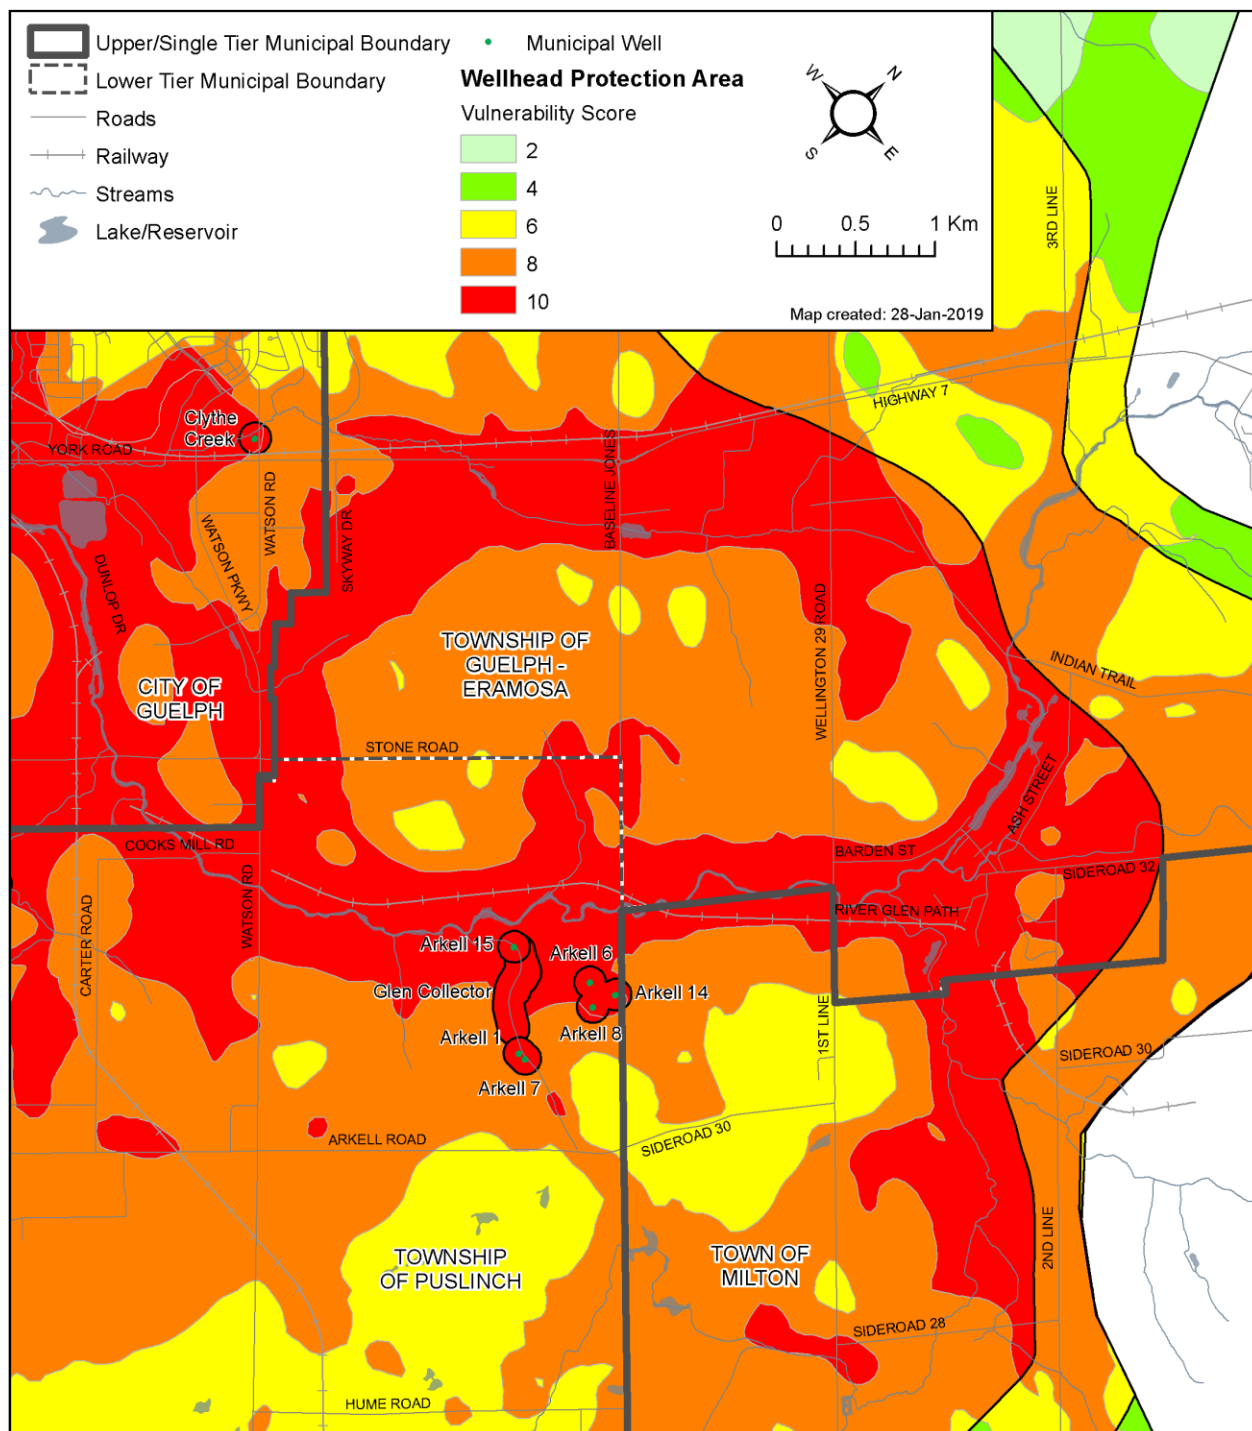 Upper/Single Tier Municipal Boundary
Lower Tier Municipal Boundary
Roads
Railway
Streams
Lake/Reservoir
Municipal Well
Wellhead Protection Area
Vulnerability Score
2
4
6
8
10
W
N
S
E
0 0.5 1 Km
Map created: 28-Jan-2019
3RD LINE
HIGHWAY 7
Clythe
Creek
YORK ROAD
WATSON RD
WATSON PKWY
SKYWAY DR
BASELINE JONES
DUNLOP DR
WELLINGTON 29 ROAD
TOWNSHIP OF
GUELPH -
ERAMOSA
CITY OF
GUELPH
INDIAN TRAIL
STONE ROAD
ASH STREET
COOKS MILL RD
BARDEN ST
SIDEROAD 32
WATSON RD
CARTER ROAD
RIVER GLEN PATH
Arkell 15
Arkell 6
Glen Collector
Arkell 14
Arkell 8
Arkell 1
Arkell 7
1ST LINE
SIDEROAD 30
ARKELL ROAD
SIDEROAD 30
TOWNSHIP
OF PUSLINCH
TOWN OF
MILTON
2ND LINE
SIDEROAD 28
HUME ROAD